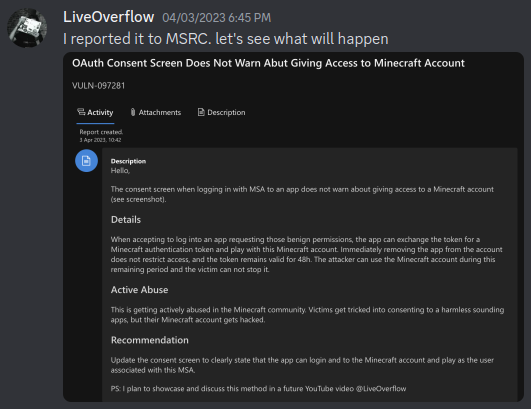 LiveOverflow 04/03/2023 6:45 PM
I reported it to MSRC. let's see what will happen
OAuth Consent Screen Does Not Warn Abut Giving Access to Minecraft Account
VULN-097281
Activity Attachments Description
Report created.
3 Apr 2023, 10:42
Description
Hello,
The consent screen when logging in with MSA to an app does not warn about giving access to a Minecraft account
(see screenshot).
Details
When accepting to log into an app requesting those benign permissions, the app can exchange the token for a
Minecraft authentication token and play with this Minecraft account. Immediately removing the app from the account
does not restrict access, and the token remains valid for 48h. The attacker can use the Minecraft account during this
remaining period and the victim can not stop it.
Active Abuse
This is getting actively abused in the Minecraft community. Victims get tricked into consenting to a harmless sounding
apps, but their Minecraft account gets hacked.
Recommendation
Update the consent screen to clearly state that the app can login and to the Minecraft account and play as the user
associated with this MSA.
PS: I plan to showcase and discuss this method in a future YouTube video @LiveOverflow